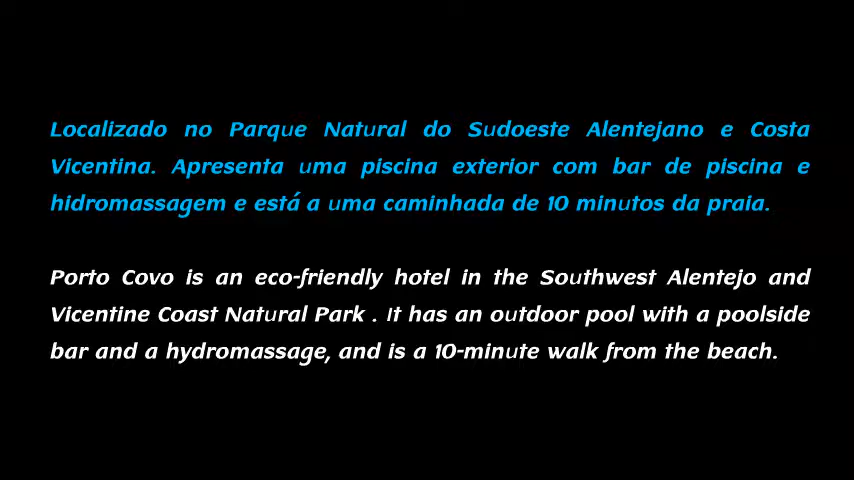 Localizado no Parque Natural do Sudoeste Alentejano e Costa
Vicentina. Apresenta uma piscina exterior com bar de piscina e
hidromassagem e está a uma caminhada de 10 minutos da praia.
Porto Covo is an eco-friendly hotel in the Southwest Alentejo and
Vicentine Coast Natural Park . It has an outdoor pool with a poolside
bar and a hydromassage, and is a 10-minute walk from the beach.